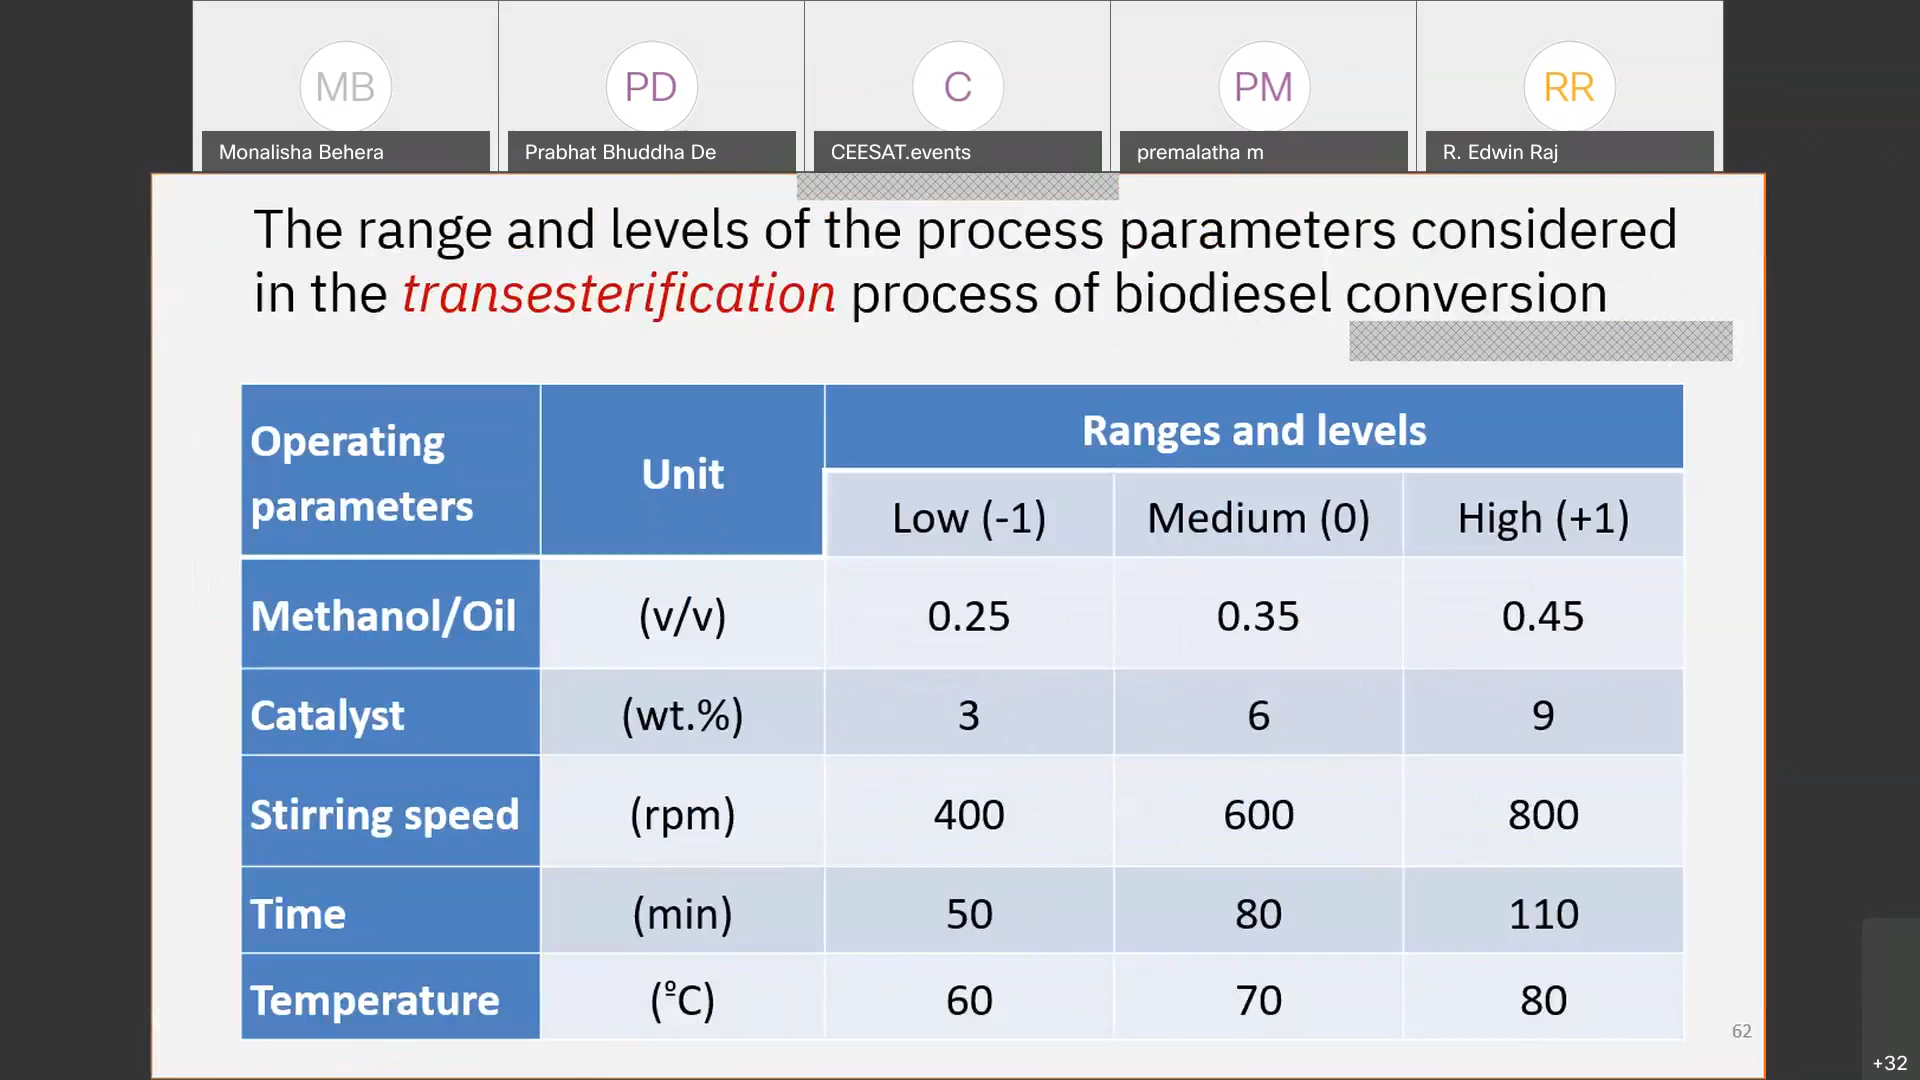 MB
PD
C
PM
RR
Monalisha Behera
Prabhat Bhuddha De
CEESAT.events
premalatha m
R. Edwin Raj
The range and levels of the process parameters considered
in the transesterification process of biodiesel conversion
Operating parameters
Unit
Ranges and levels
Low (-1) Medium (0) High (+1)
Methanol/Oil (v/v) 0.25 0.35 0.45
Catalyst (wt.%) 3 6 9
Stirring speed (rpm) 400 600 800
Time (min) 50 80 110
Temperature (ºC) 60 70 80
62
+32